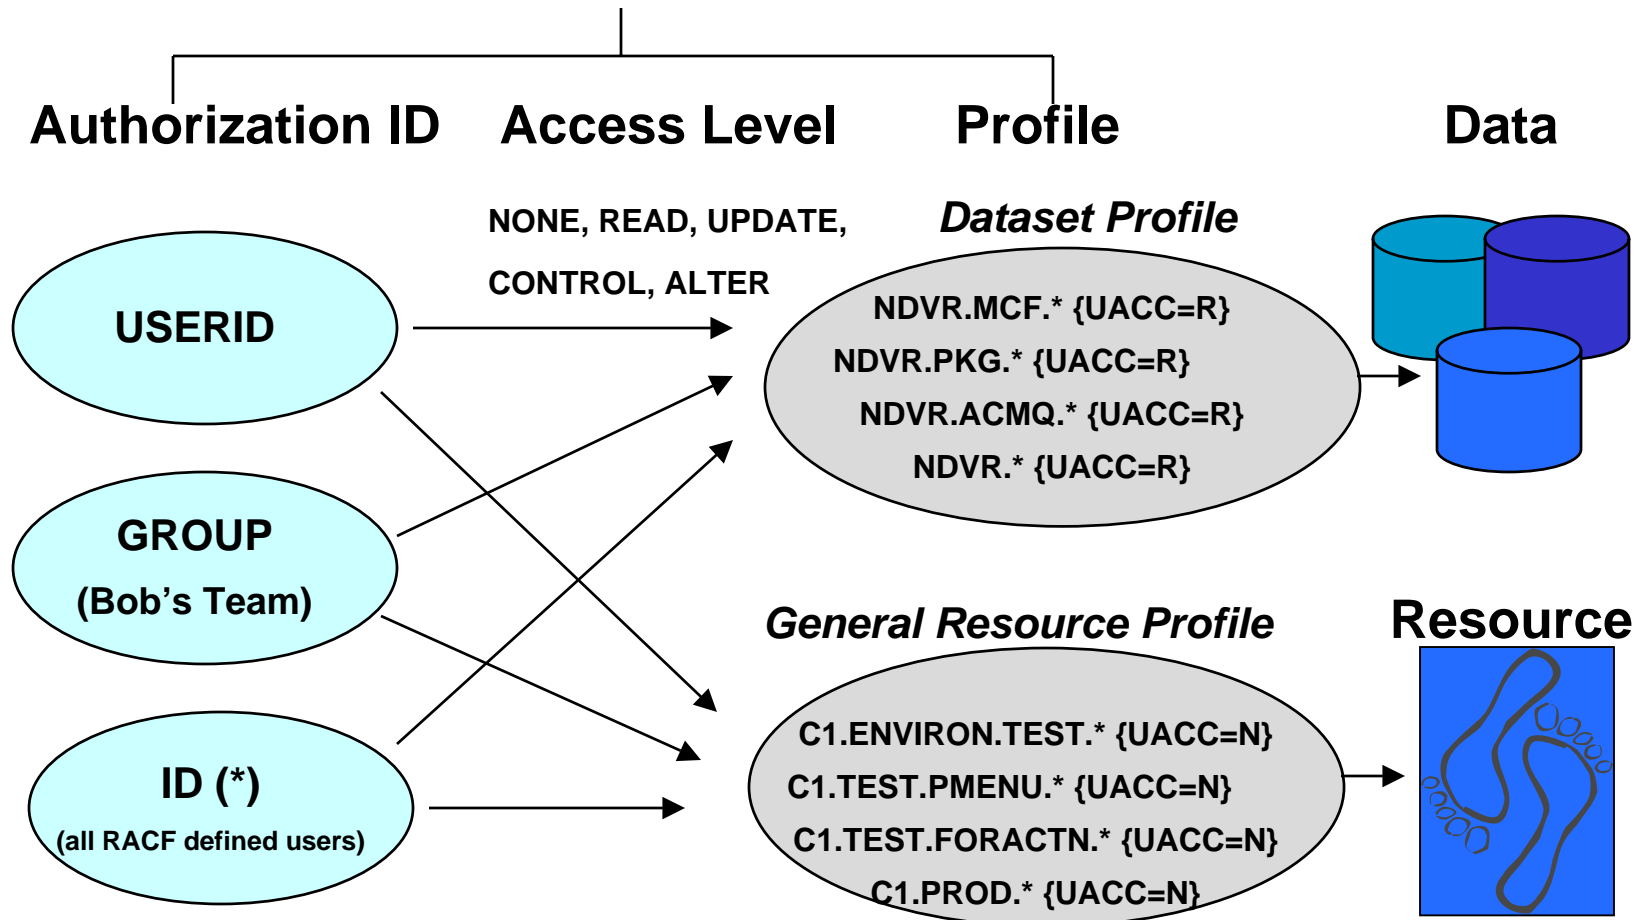 Authorization ID
Access Level
Profile
Data
NONE, READ, UPDATE,
CONTROL, ALTER
Dataset Profile
USERID
NDVR.MCF.* {UACC=R}
NDVR.PKG.* {UACC=R}
NDVR.ACMQ.* {UACC=R}
NDVR.* {UACC=R}
GROUP
(Bob's Team)
General Resource Profile
Resource
ID (*)
(all RACF defined users)
C1.ENVIRON.TEST.* {UACC=N}
C1.TEST.PMENU.* {UACC=N}
C1.TEST.FORACTN.* {UACC=N}
C1.PROD.* {UACC=N}